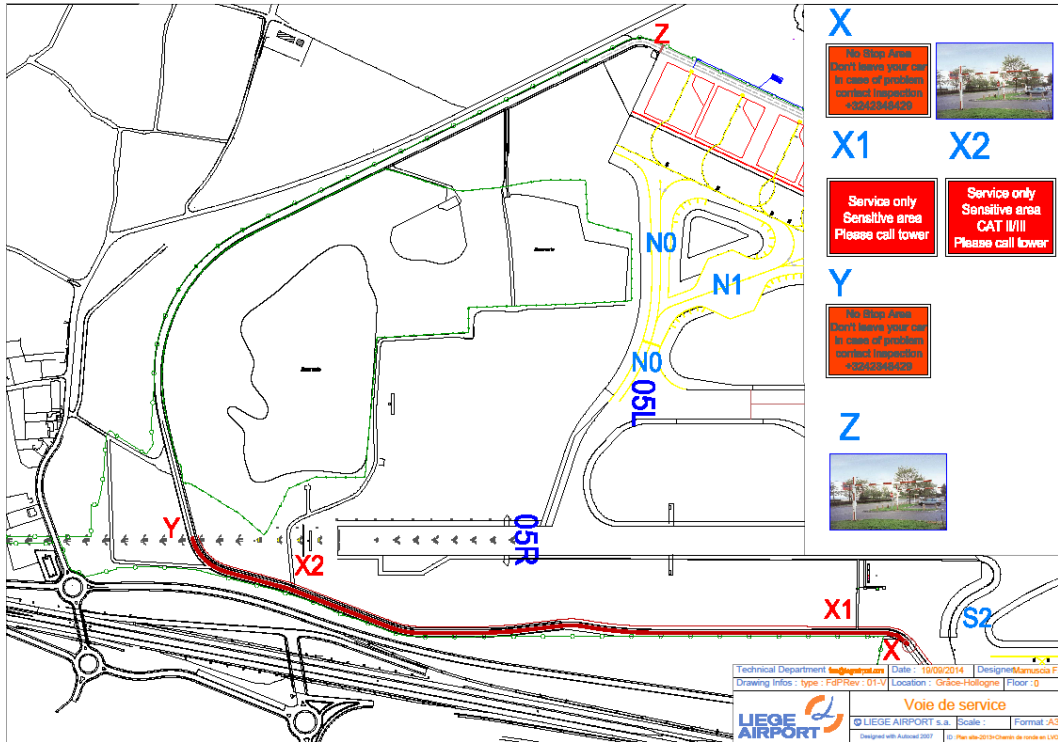 X
No Stop Area
Don't leave your car
in case of problem
contact Inspection
+3242348429
X1
X2
Service only
Sensitive area
Please call tower
Service only
Sensitive area
CAT II/III
Please call tower
Y
No Stop Area
Don't leave your car
in case of problem
contact Inspection
+3242348429
Z
Z
N0
N1
N0
05L
05R
Y
X2
X1
X
S2
Technical Department
Date : 19/09/2014
Designer Mamuscia F
Drawing Infos : type : FdP Rev : 01-V
Location : Grâce-Hollogne
Floor : 0
LIEGE
AIRPORT
Voie de service
© LIEGE AIRPORT s.a.
Scale :
Format :A3
Designed with Autocad 2007